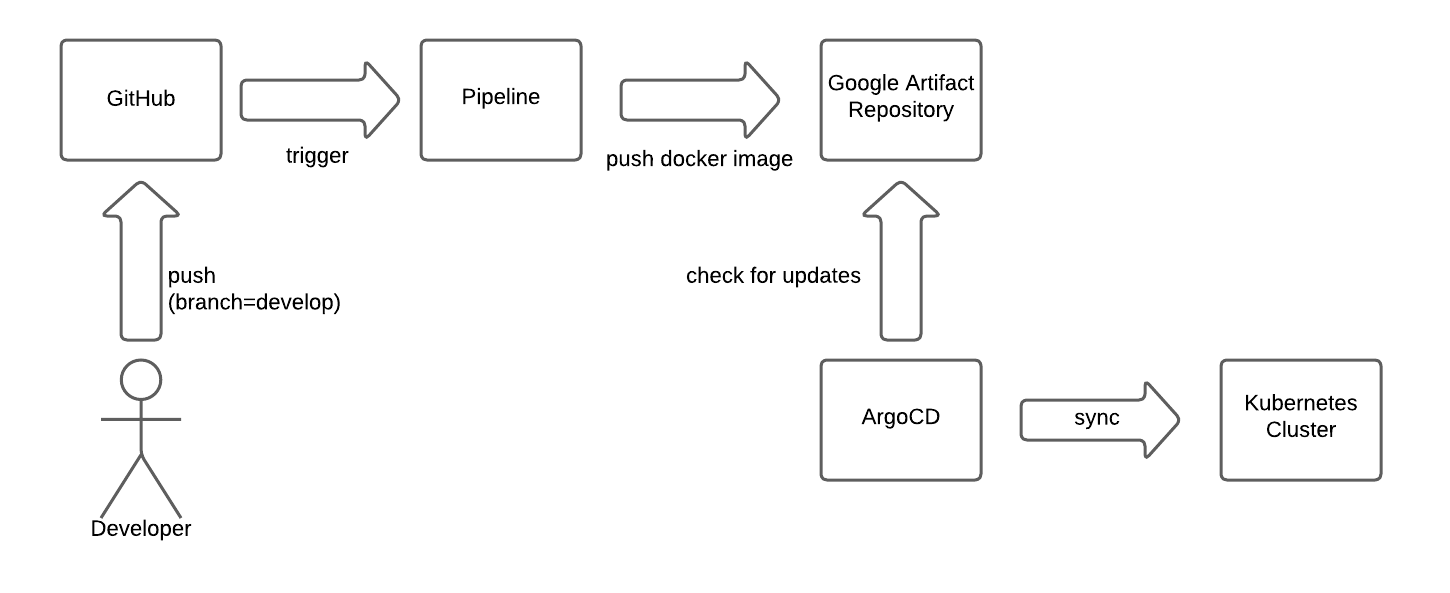 GitHub
Pipeline
Google Artifact
Repository
trigger
push docker image
push
(branch=develop)
check for updates
ArgoCD
sync
Kubernetes
Cluster
Developer